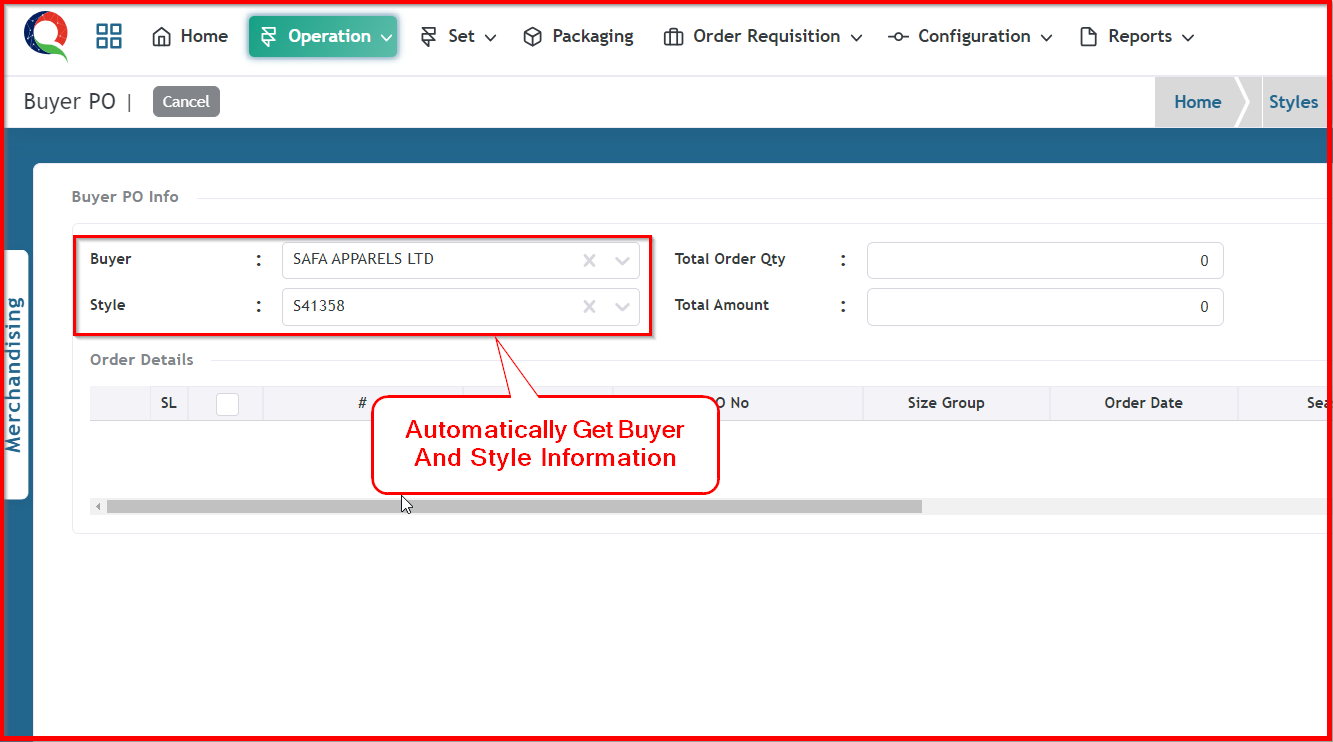 Home Operation Set Packaging Order Requisition Configuration Reports
Buyer PO | Cancel Home Styles
Buyer PO Info
Buyer : SAFA APPARELS LTD Total Order Qty : 0
Style : S41358 Total Amount : 0
Merchandising
Order Details
SL # O No Size Group Order Date Sea
Automatically Get Buyer
And Style Information